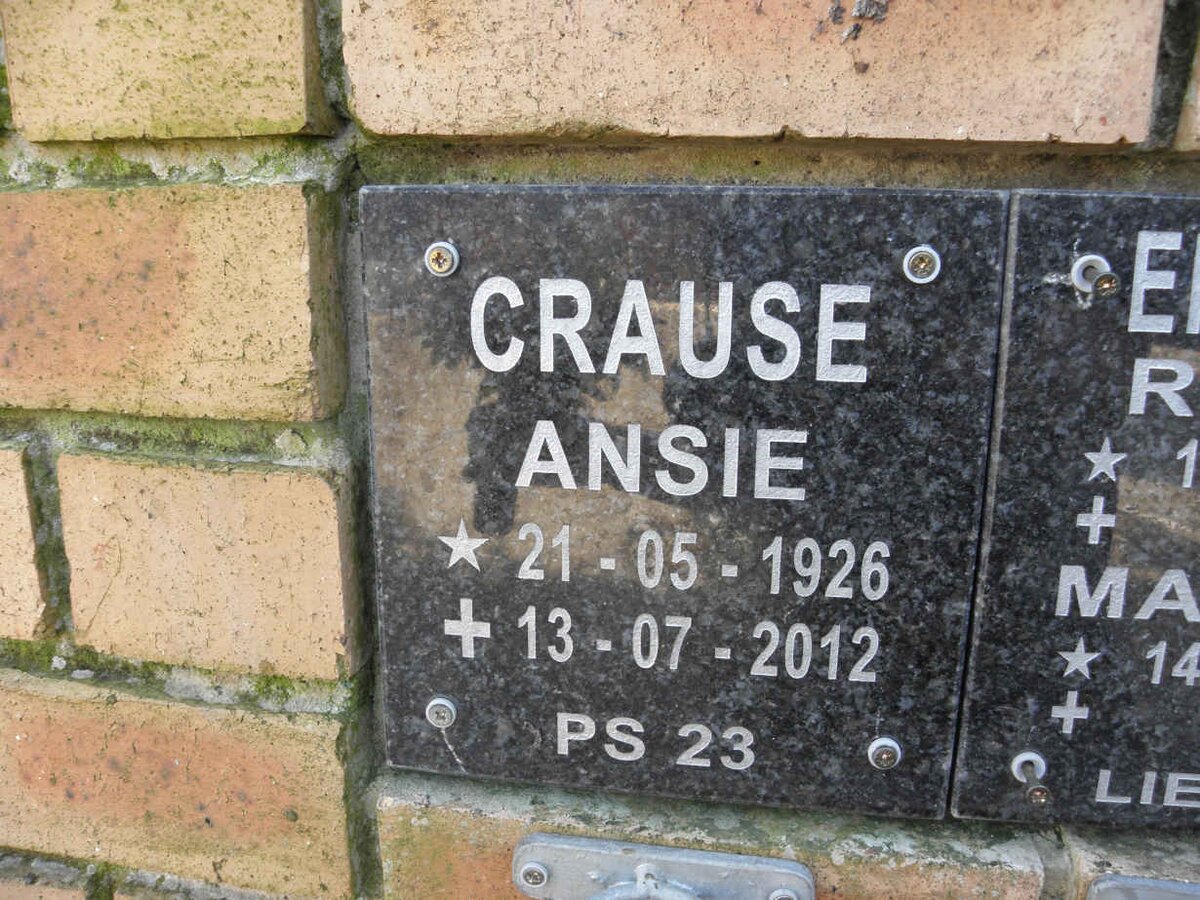 CRAUSE
ANSIE
★ 21 - 05 - 1926
✚ 13 - 07 - 2012
PS 23